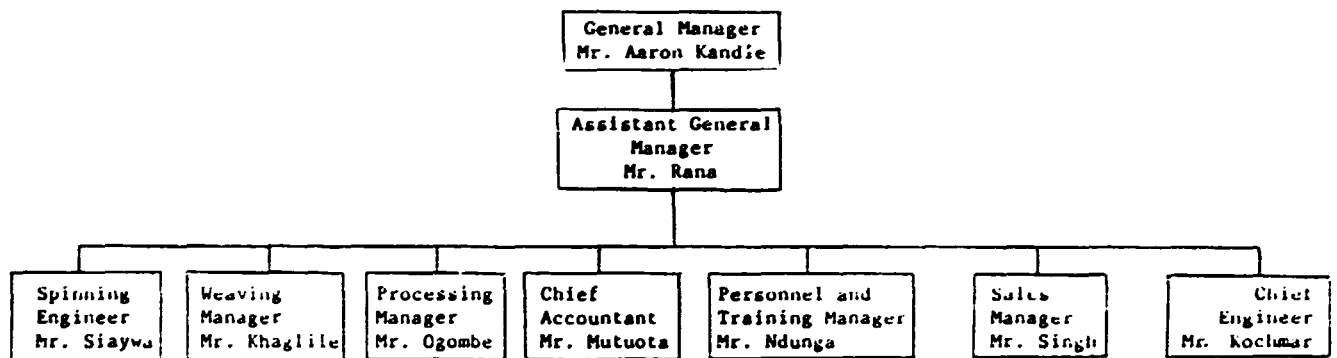 General Manager
Mr. Aaron Kandie
Assistant General
Manager
Mr. Rana
Spinning
Engineer
Mr. Siaywa
Weaving
Manager
Mr. Khaglile
Processing
Manager
Mr. Ogombe
Chief
Accountant
Mr. Mutuota
Personnel and
Training Manager
Mr. Ndunga
Sales
Manager
Mr. Singh
Chief
Engineer
Mr. Kochmar